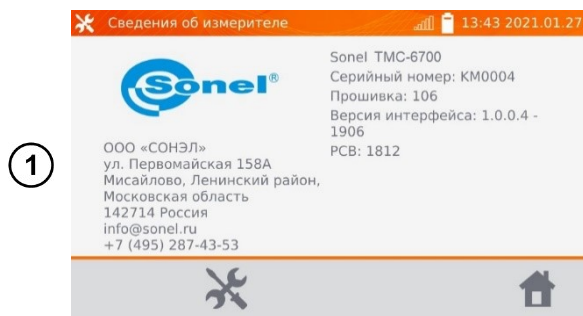 Сведения об измерителе
13:43 2021.01.27
Sonel®
Sonel TMC-6700
Серийный номер: KM0004
Прошивка: 106
Версия интерфейса: 1.0.0.4 -
1906
PCB: 1812
1
ООО «СОНЭЛ»
ул. Первомайская 158А
Мисайлово, Ленинский район,
Московская область
142714 Россия
info@sonel.ru
+7 (495) 287-43-53